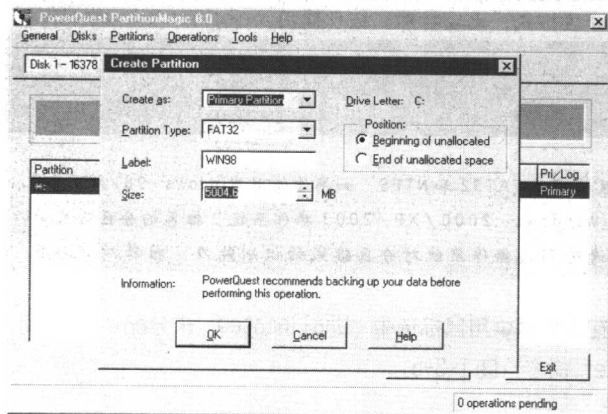 PowerQuest PartitionMagic 8.0
General Disks Partitions Operations Tools Help
Disk 1 - 16378
Create Partition
Create as: Primary Partition
Drive Letter: C:
Partition Type: FAT32
Position:
Beginning of unallocated
End of unallocated space
Label: WIN98
Size: 5004.6 MB
Partition
Pri/Log
*:
Primary
Information: PowerQuest recommends backing up your data before
performing this operation.
OK Cancel Help
Exit
0 operations pending